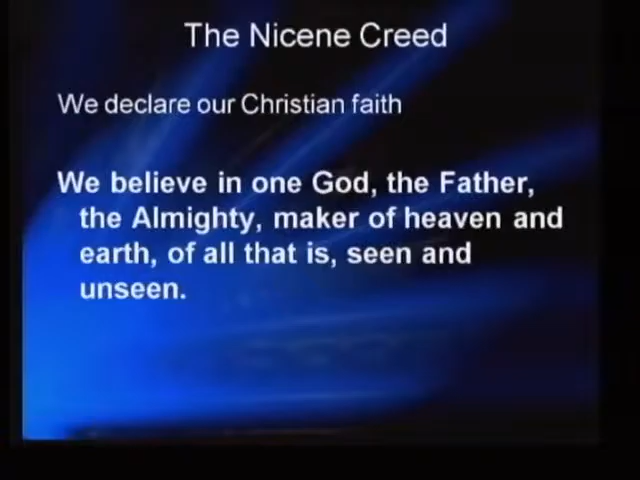 The Nicene Creed
We declare our Christian faith
We believe in one God, the Father,
the Almighty, maker of heaven and
earth, of all that is, seen and
unseen.